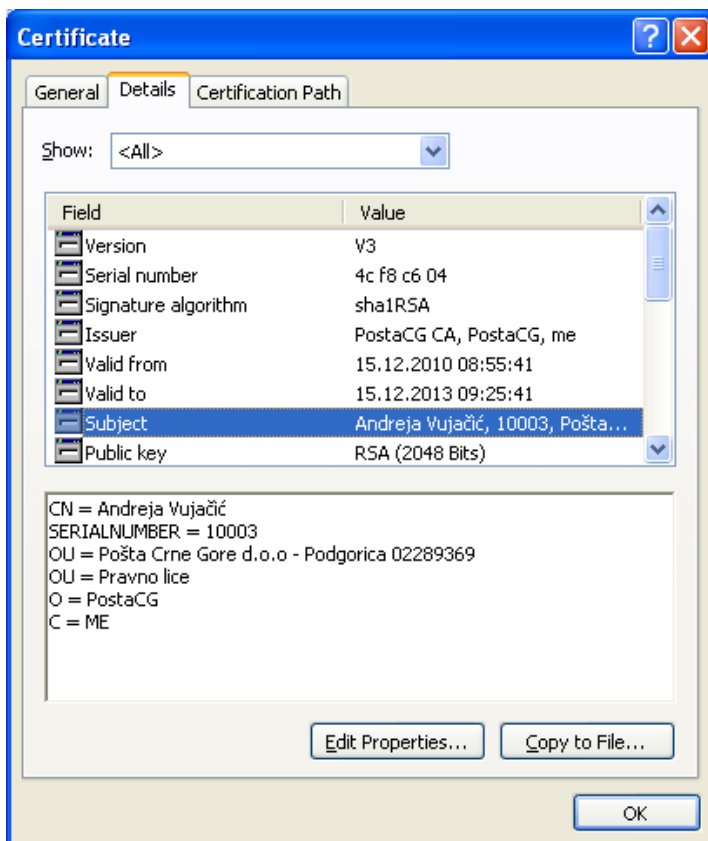 Certificate
General Details Certification Path
Show: <All>
Field Value
Version V3
Serial number 4c f8 c6 04
Signature algorithm sha1RSA
Issuer PostaCG CA, PostaCG, me
Valid from 15.12.2010 08:55:41
Valid to 15.12.2013 09:25:41
Subject Andreja Vujačić, 10003, Pošta...
Public key RSA (2048 Bits)
CN = Andreja Vujačić
SERIALNUMBER = 10003
OU = Pošta Crne Gore d.o.o - Podgorica 02289369
OU = Pravno lice
O = PostaCG
C = ME
Edit Properties... Copy to File...
OK